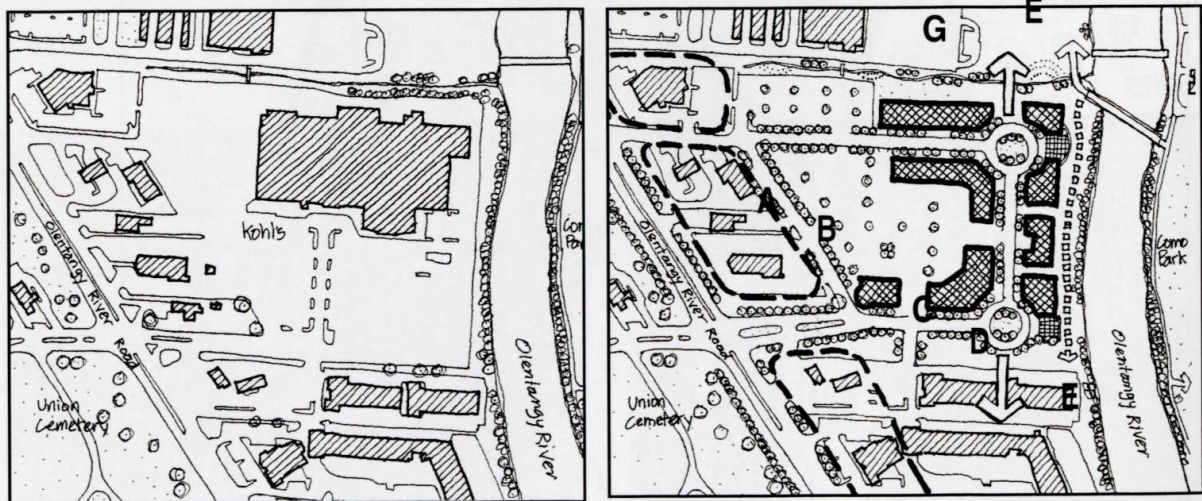 Kohl's
Olentangy River
Road
Union
Cemetery
Olentangy River
E
G
A
B
C
D
E
Olentangy River
Road
Como
Park
Union
Cemetery
Olentangy River